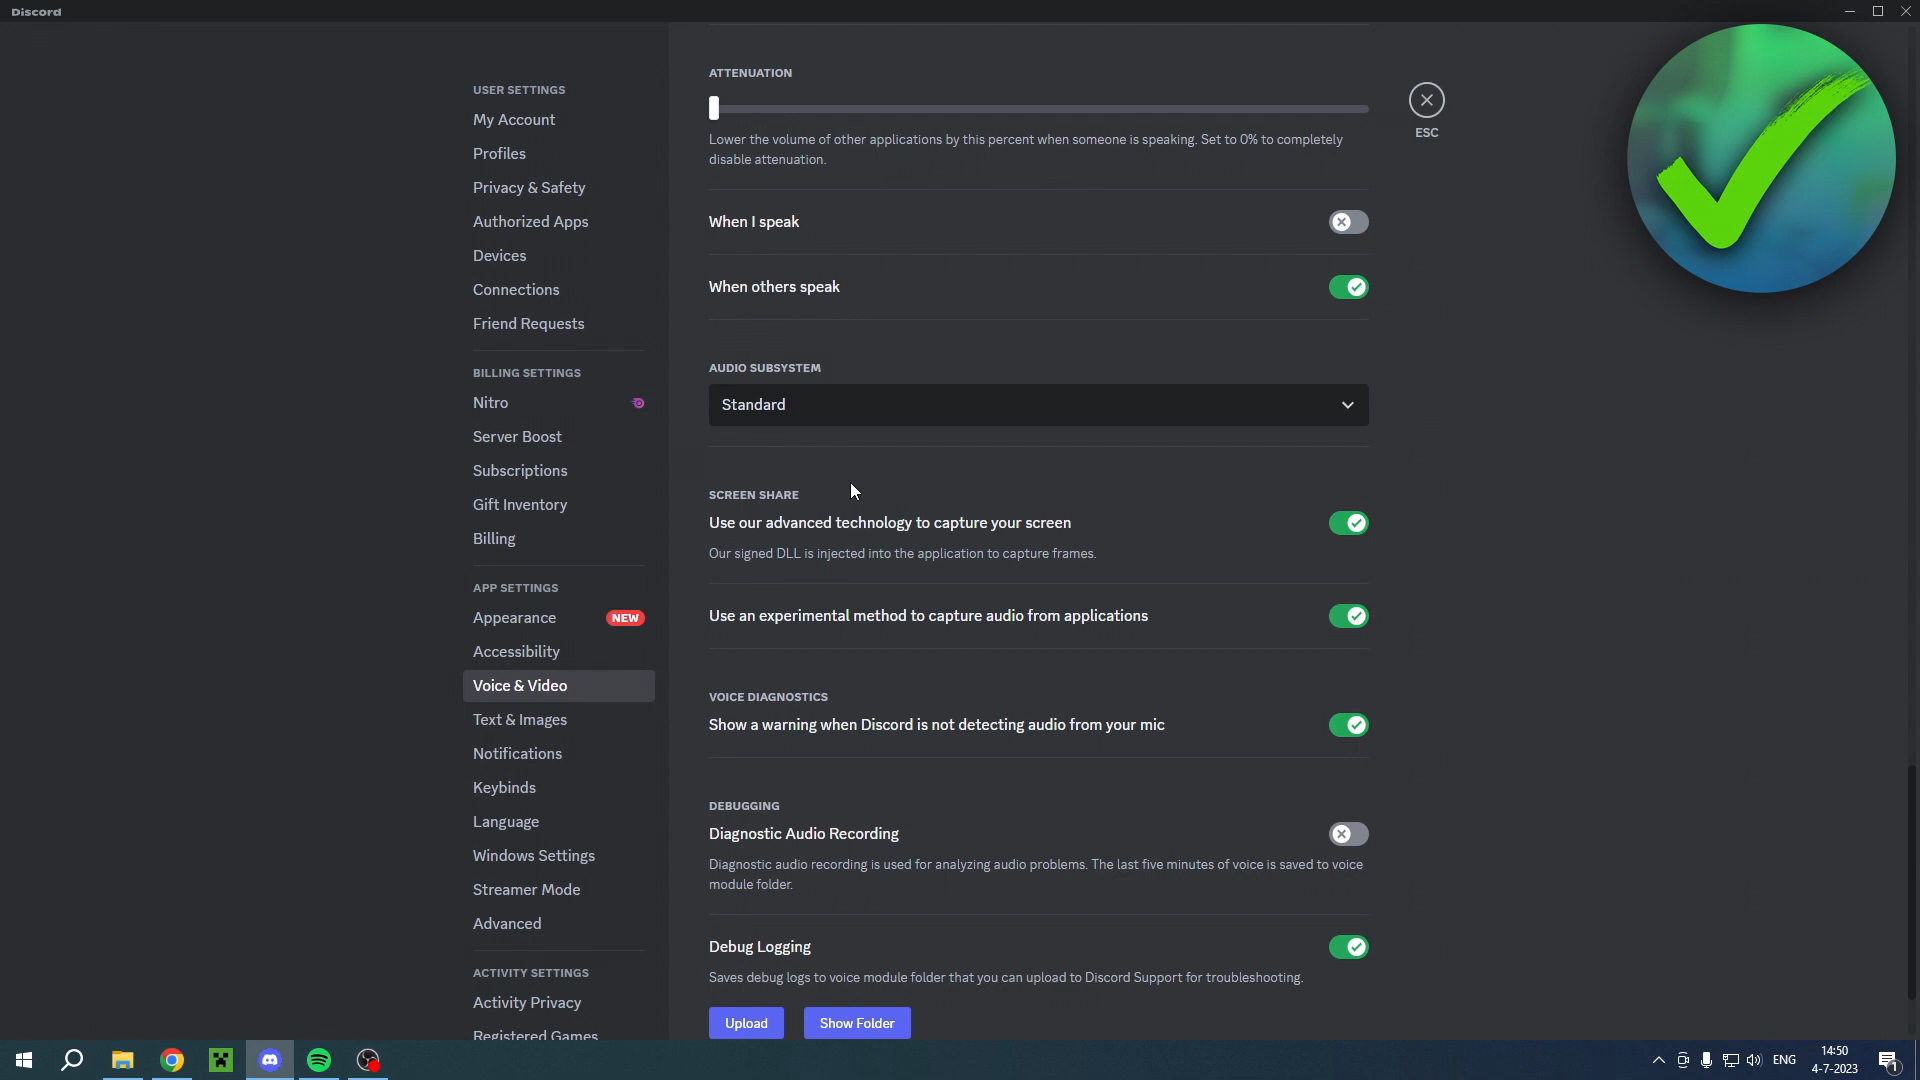 Discord
USER SETTINGS
My Account
Profiles
Privacy & Safety
Authorized Apps
Devices
Connections
Friend Requests
BILLING SETTINGS
Nitro
Server Boost
Subscriptions
Gift Inventory
Billing
APP SETTINGS
Appearance NEW
Accessibility
Voice & Video
Text & Images
Notifications
Keybinds
Language
Windows Settings
Streamer Mode
Advanced
ACTIVITY SETTINGS
Activity Privacy
Registered Games
ATTENUATION
Lower the volume of other applications by this percent when someone is speaking. Set to 0% to completely
disable attenuation.
When I speak
When others speak
AUDIO SUBSYSTEM
Standard
SCREEN SHARE
Use our advanced technology to capture your screen
Our signed DLL is injected into the application to capture frames.
Use an experimental method to capture audio from applications
VOICE DIAGNOSTICS
Show a warning when Discord is not detecting audio from your mic
DEBUGGING
Diagnostic Audio Recording
Diagnostic audio recording is used for analyzing audio problems. The last five minutes of voice is saved to voice
module folder.
Debug Logging
Saves debug logs to voice module folder that you can upload to Discord Support for troubleshooting.
Upload Show Folder
ESC
ENG
14:50
4-7-2023
1